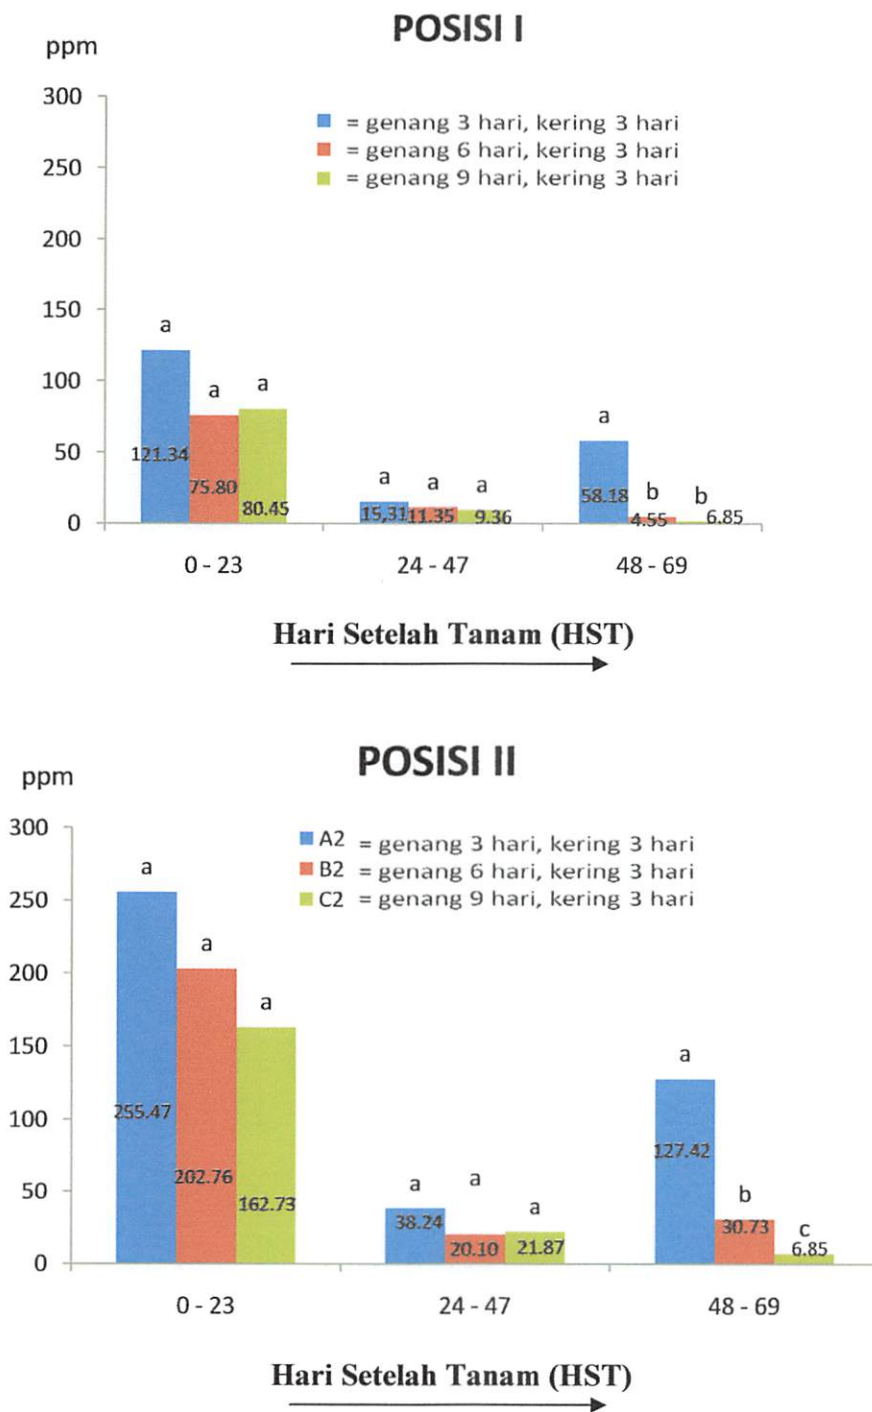 POSISI I
ppm
300
250
200
150
100
50
0
= genang 3 hari, kering 3 hari
= genang 6 hari, kering 3 hari
= genang 9 hari, kering 3 hari
a
a
a
121.34
75.80
80.45
a
a
a
15,31
11.35
9.36
a
b
b
58.18
4.55
6.85
0 - 23
24 - 47
48 - 69
Hari Setelah Tanam (HST)
POSISI II
ppm
300
250
200
150
100
50
0
A2 = genang 3 hari, kering 3 hari
B2 = genang 6 hari, kering 3 hari
C2 = genang 9 hari, kering 3 hari
a
a
a
255.47
202.76
162.73
a
a
a
38.24
20.10
21.87
a
b
c
127.42
30.73
6.85
0 - 23
24 - 47
48 - 69
Hari Setelah Tanam (HST)